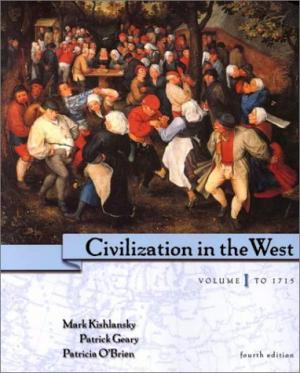 Civilization in the West
VOLUME I TO 1715
Mark Kishlansky
Patrick Geary
Patricia O'Brien
fourth edition